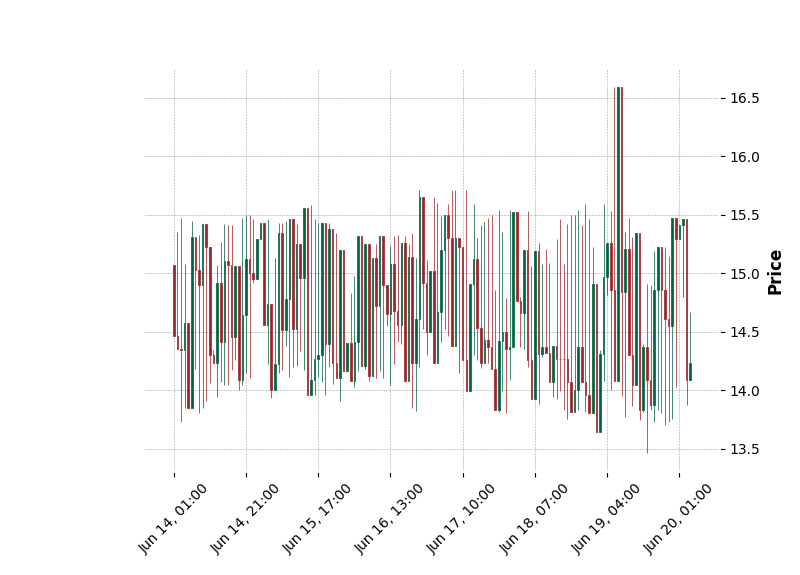 16.5
16.0
15.5
15.0
14.5
14.0
13.5
Price
Jun 14, 01:00
Jun 14, 21:00
Jun 15, 17:00
Jun 16, 13:00
Jun 17, 10:00
Jun 18, 07:00
Jun 19, 04:00
Jun 20, 01:00